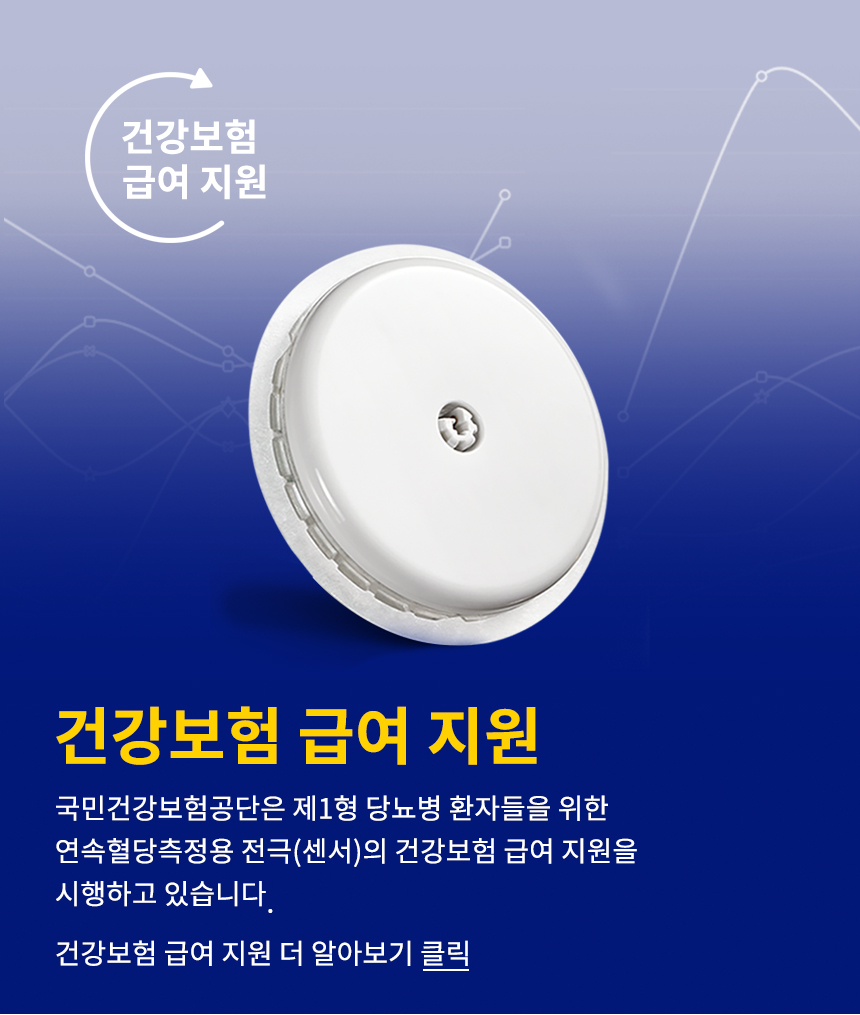 건강보험
급여 지원
건강보험 급여 지원
국민건강보험공단은 제1형 당뇨병 환자들을 위한
연속혈당측정용 전극(센서)의 건강보험 급여 지원을
시행하고 있습니다.
건강보험 급여 지원 더 알아보기 클릭